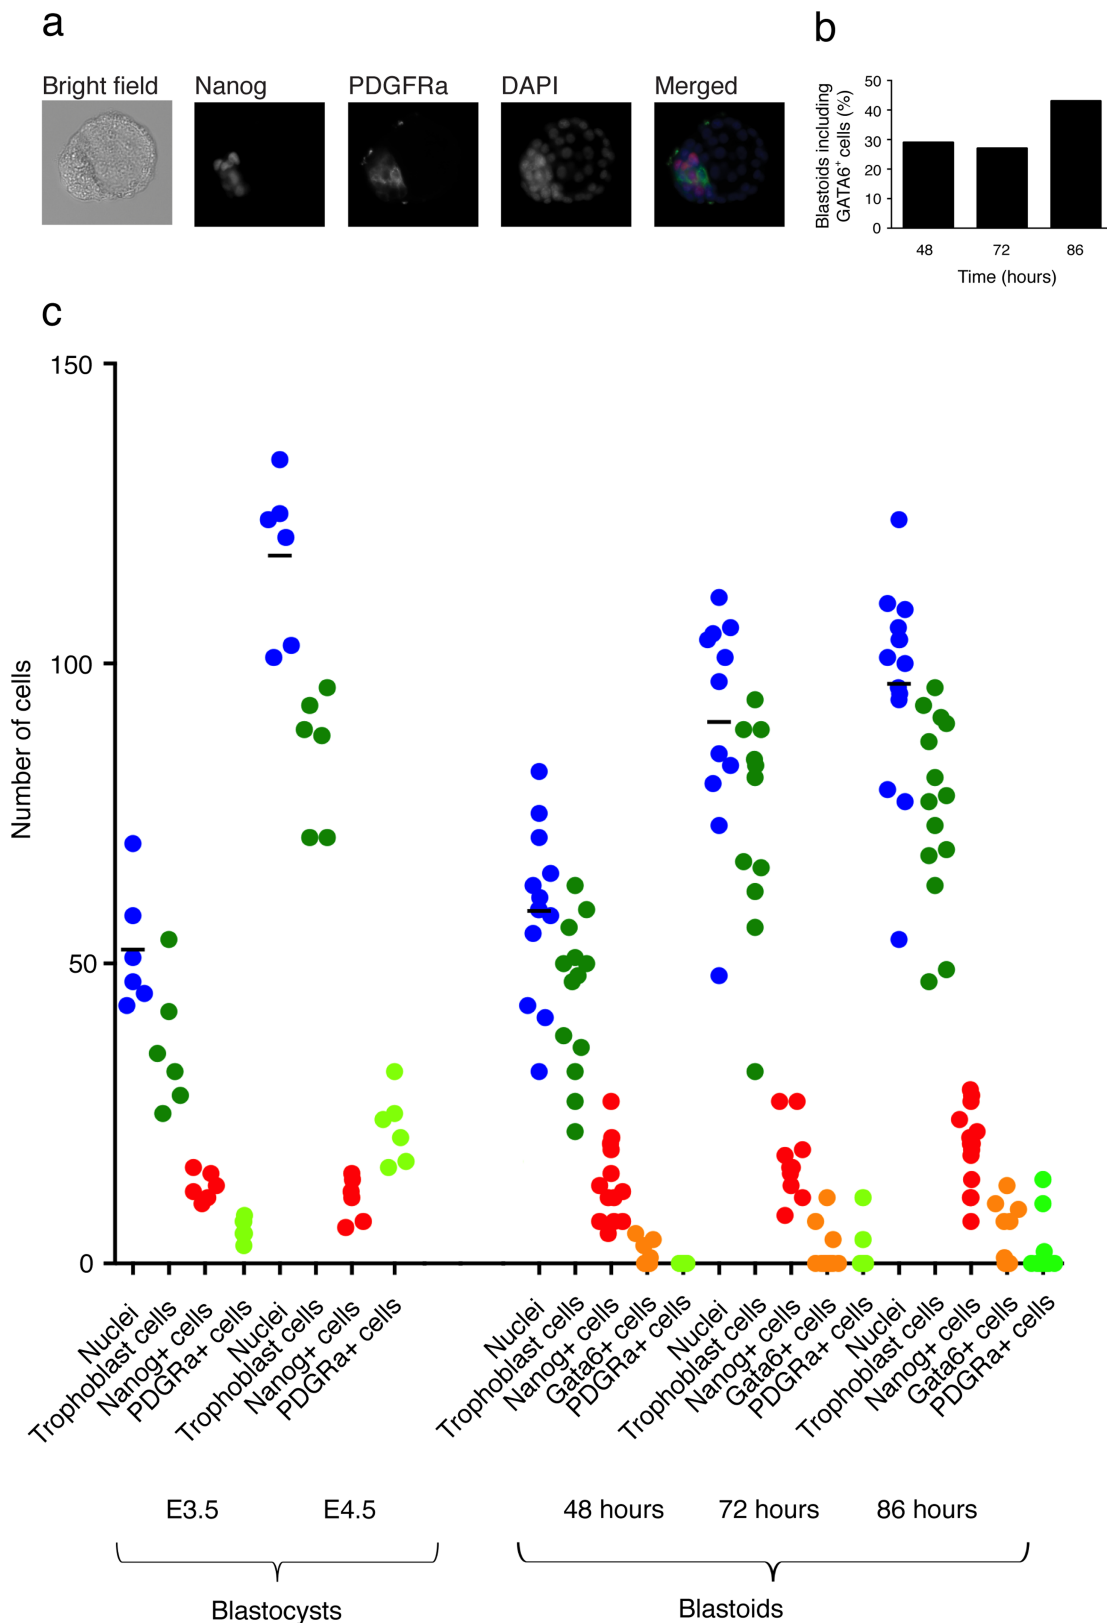 a
Bright field
Nanog
PDGFRa
DAPI
Merged
b
Blastoids including
GATA6+ cells (%)
50
40
30
20
10
0
48
72
86
Time (hours)
c
Number of cells
150
100
50
0
Nuclei
Trophoblast cells
Nanog+ cells
PDGRa+ cells
Nuclei
Trophoblast cells
Nanog+ cells
PDGRa+ cells
Nuclei
Trophoblast cells
Nanog+ cells
Gata6+ cells
PDGRa+ cells
Nuclei
Trophoblast cells
Nanog+ cells
Gata6+ cells
PDGRa+ cells
Nuclei
Trophoblast cells
Nanog+ cells
Gata6+ cells
PDGRa+ cells
E3.5
E4.5
48 hours
72 hours
86 hours
Blastocysts
Blastoids